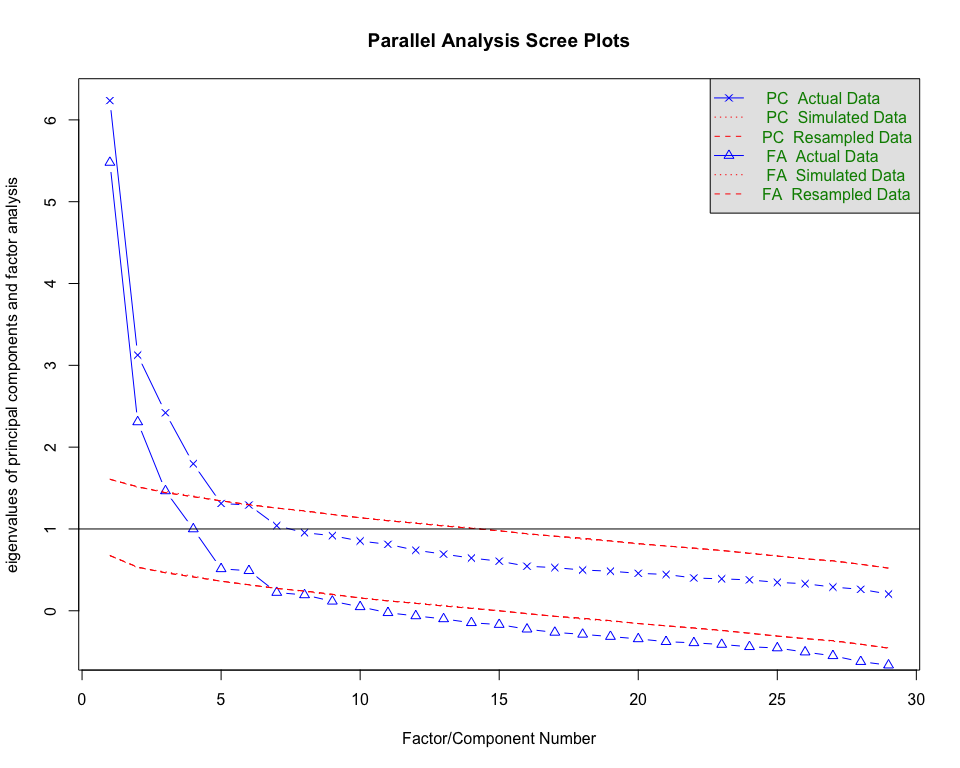 Parallel Analysis Scree Plots
PC Actual Data
PC Simulated Data
PC Resampled Data
FA Actual Data
FA Simulated Data
FA Resampled Data
eigenvalues of principal components and factor analysis
6
5
4
3
2
1
0
0 5 10 15 20 25 30
Factor/Component Number